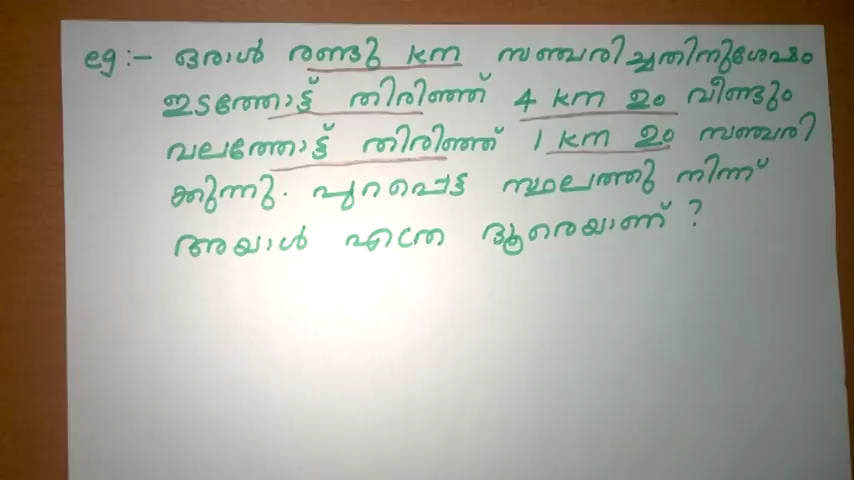 eg:- ഒരാൾ രണ്ടു km സഞ്ചരിച്ചതിനുശേഷം
ഇടത്തോട്ട് തിരിഞ്ഞ് 4 km ഉം വീണ്ടും
വലത്തോട്ട് തിരിഞ്ഞ് 1 km ഉം സഞ്ചരി
ക്കുന്നു. പുറപ്പെട്ട സ്ഥലത്തു നിന്ന്
അയാൾ എത്ര ദൂരെയാണ് ?